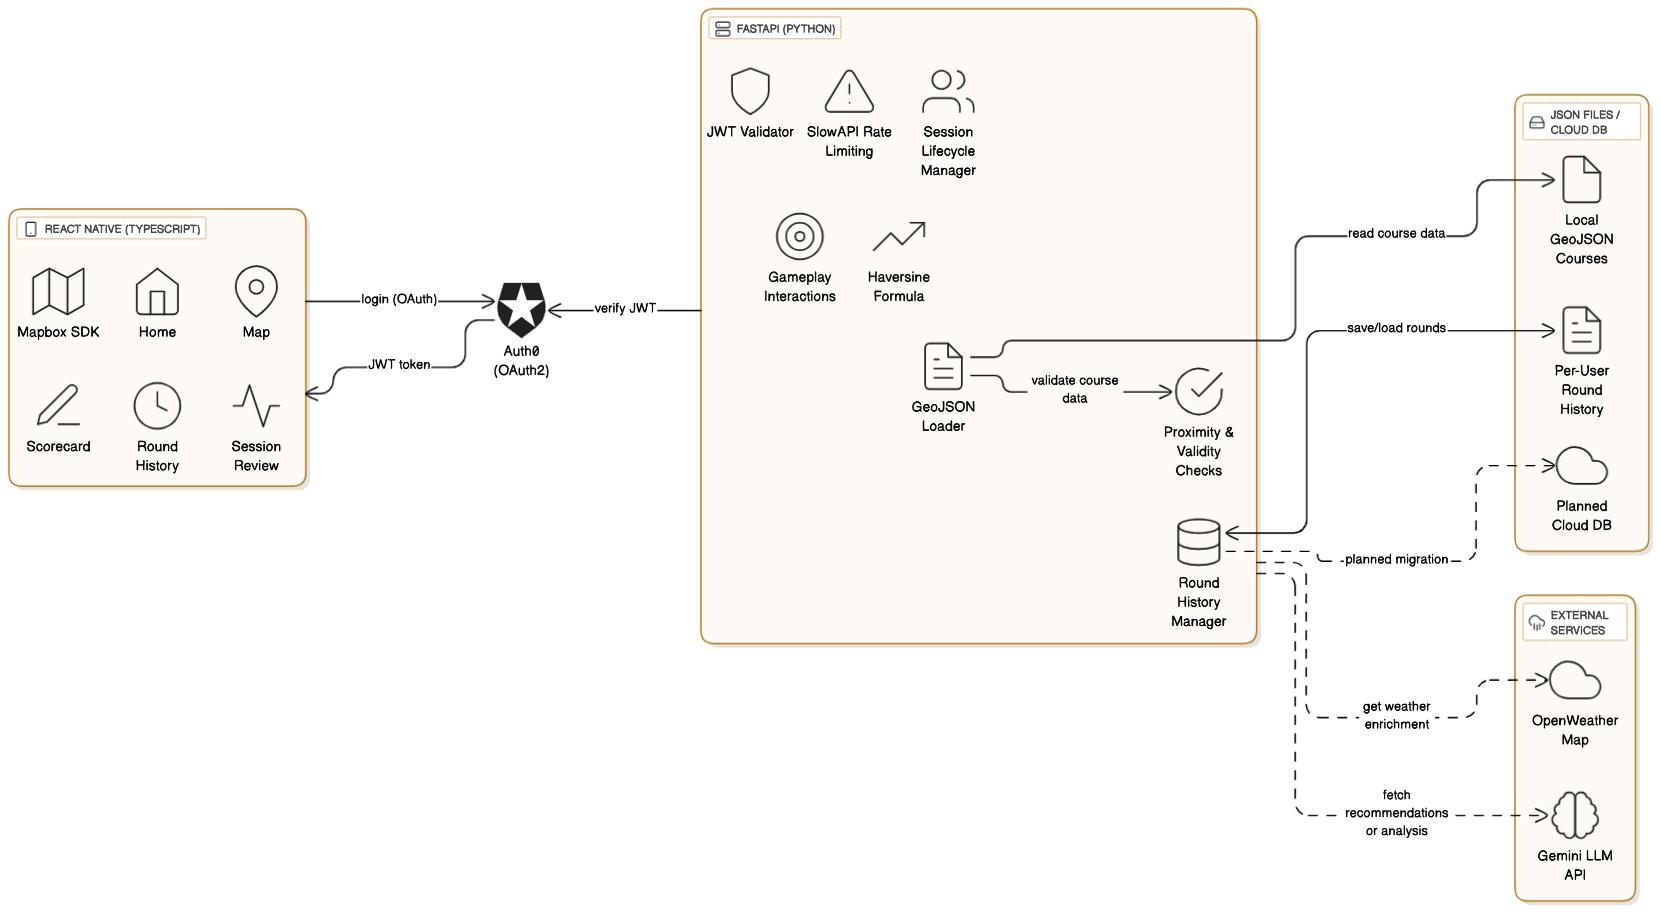 REACT NATIVE (TYPESCRIPT)
Mapbox SDK
Home
Map
Scorecard
Round
History
Session
Review
login (OAuth)
JWT token
Auth0
(OAuth2)
verify JWT
FASTAPI (PYTHON)
JWT Validator
SlowAPI Rate
Limiting
Session
Lifecycle
Manager
Gameplay
Interactions
Haversine
Formula
GeoJSON
Loader
validate course
data
Proximity &
Validity
Checks
Round
History
Manager
read course data
save/load rounds
planned migration
get weather
enrichment
fetch
recommendations
or analysis
JSON FILES /
CLOUD DB
Local
GeoJSON
Courses
Per-User
Round
History
Planned
Cloud DB
EXTERNAL
SERVICES
OpenWeather
Map
Gemini LLM
API